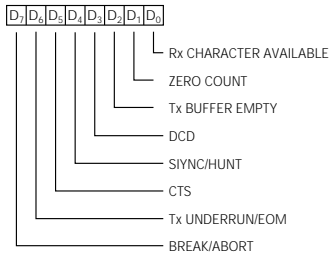 D7 D6 D5 D4 D3 D2 D1 D0
Rx CHARACTER AVAILABLE
ZERO COUNT
Tx BUFFER EMPTY
DCD
SIYNC/HUNT
CTS
Tx UNDERRUN/EOM
BREAK/ABORT